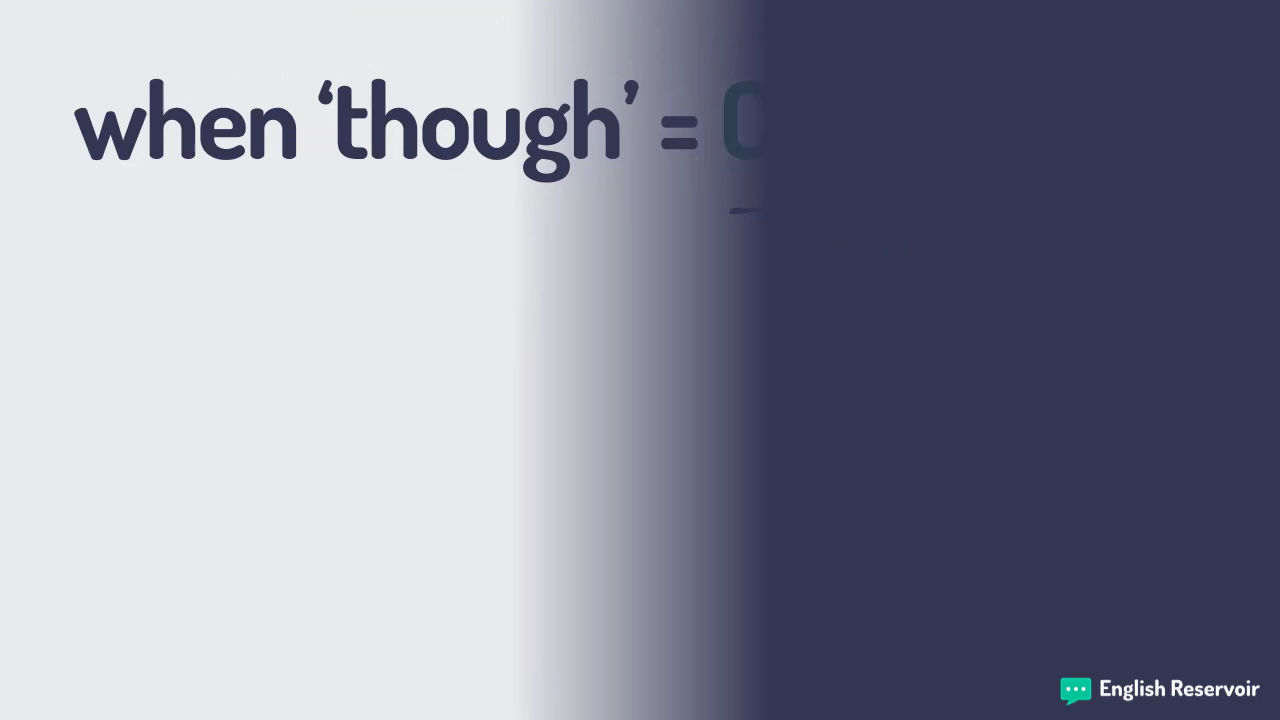 when ‘though’ =
English Reservoir